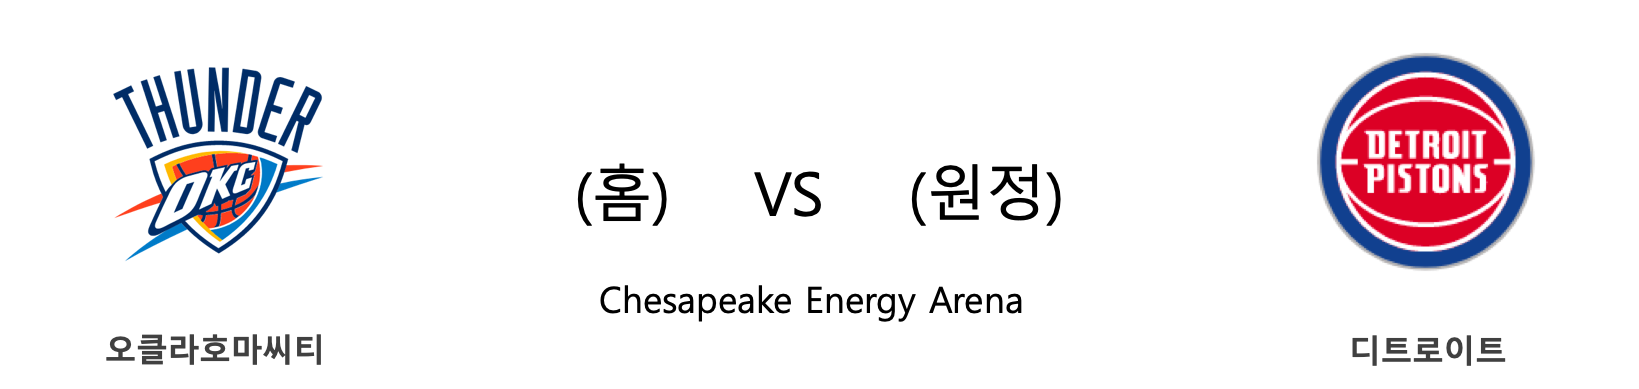 THUNDER
OKC
오클라호마씨티
(홈) VS (원정)
Chesapeake Energy Arena
DETROIT
PISTONS
디트로이트